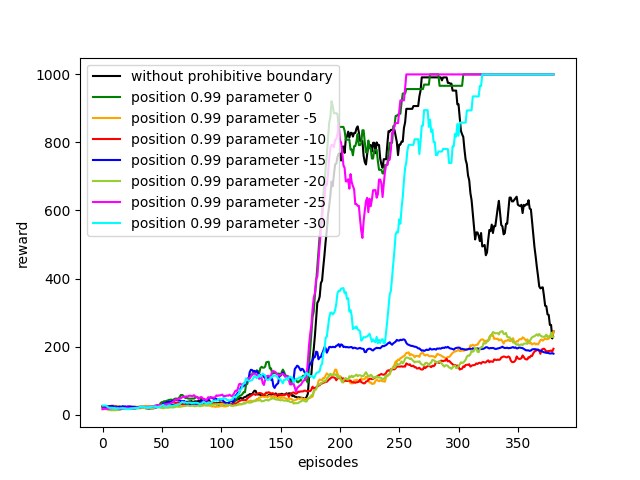 1000
800
600
400
200
0
reward
without prohibitive boundary
position 0.99 parameter 0
position 0.99 parameter -5
position 0.99 parameter -10
position 0.99 parameter -15
position 0.99 parameter -20
position 0.99 parameter -25
position 0.99 parameter -30
0 50 100 150 200 250 300 350
episodes